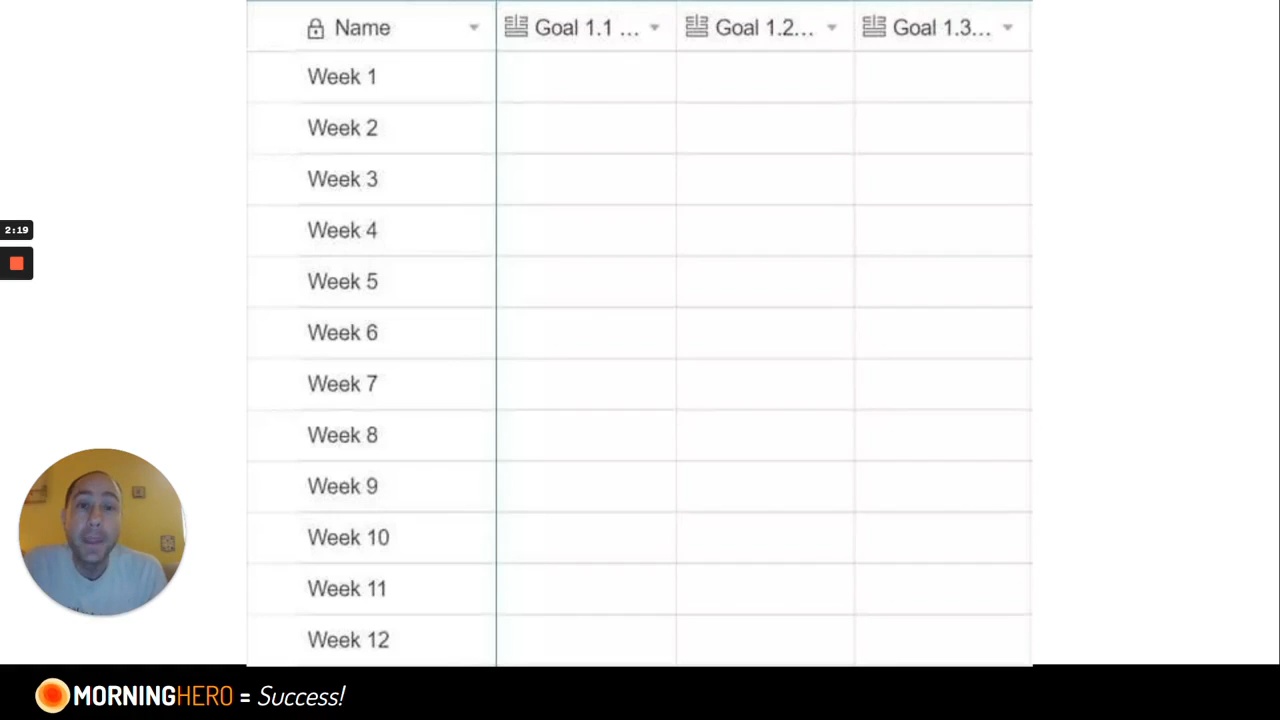 Name Goal 1.1 ... Goal 1.2... Goal 1.3...
Week 1
Week 2
Week 3
2:19
Week 4
Week 5
Week 6
Week 7
Week 8
Week 9
Week 10
Week 11
Week 12
MORNINGHERO = Success!